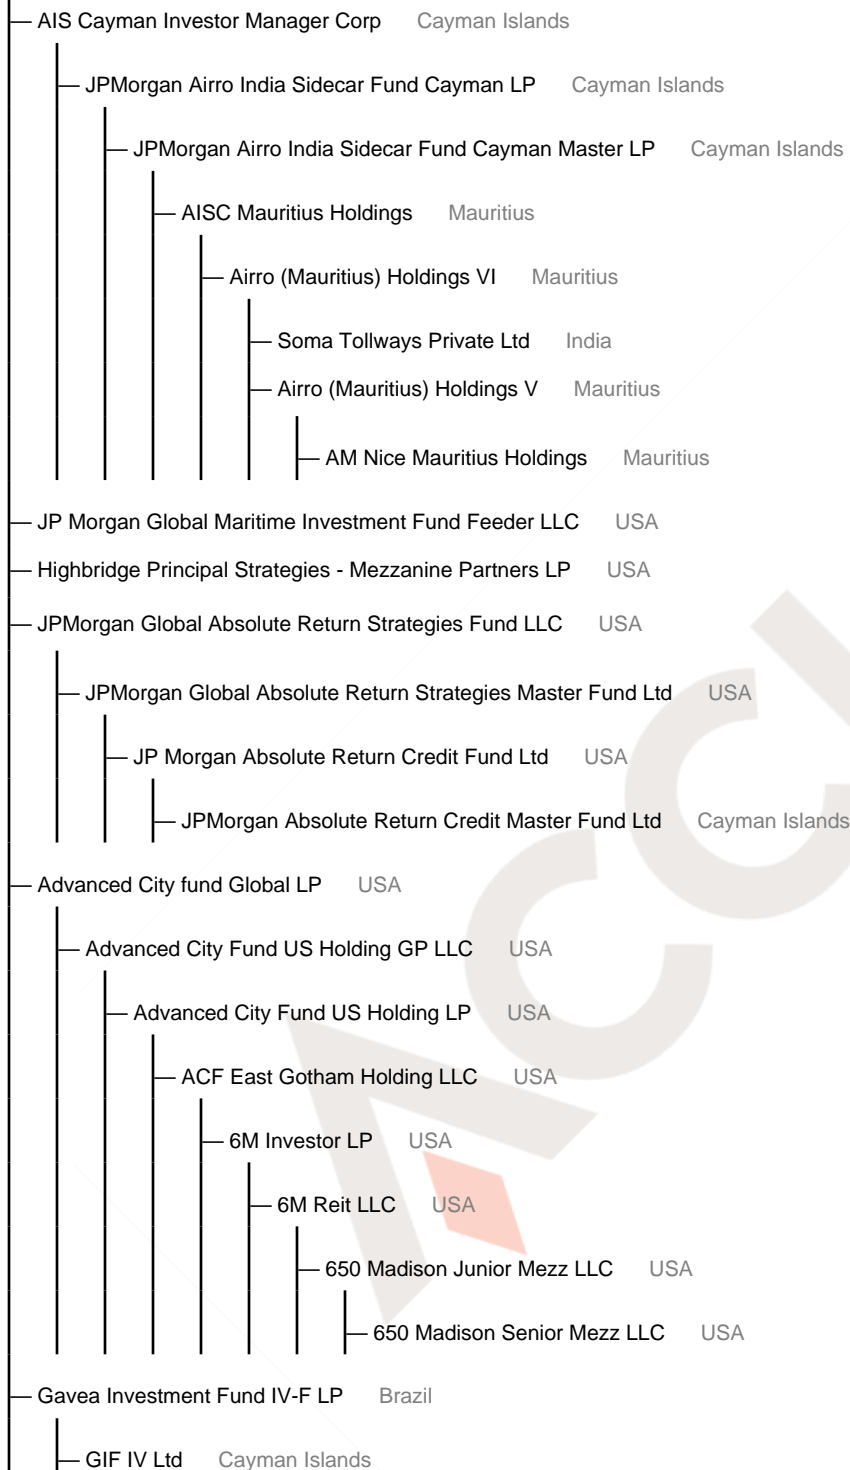 AIS Cayman Investor Manager Corp Cayman Islands
JPMorgan Airro India Sidecar Fund Cayman LP Cayman Islands
JPMorgan Airro India Sidecar Fund Cayman Master LP Cayman Islands
AISC Mauritius Holdings Mauritius
Airro (Mauritius) Holdings VI Mauritius
Soma Tollways Private Ltd India
Airro (Mauritius) Holdings V Mauritius
AM Nice Mauritius Holdings Mauritius
JP Morgan Global Maritime Investment Fund Feeder LLC USA
Highbridge Principal Strategies - Mezzanine Partners LP USA
JPMorgan Global Absolute Return Strategies Fund LLC USA
JPMorgan Global Absolute Return Strategies Master Fund Ltd USA
JP Morgan Absolute Return Credit Fund Ltd USA
JPMorgan Absolute Return Credit Master Fund Ltd Cayman Islands
Advanced City fund Global LP USA
Advanced City Fund US Holding GP LLC USA
Advanced City Fund US Holding LP USA
ACF East Gotham Holding LLC USA
6M Investor LP USA
6M Reit LLC USA
650 Madison Junior Mezz LLC USA
650 Madison Senior Mezz LLC USA
Gavea Investment Fund IV-F LP Brazil
GIF IV Ltd Cayman Islands